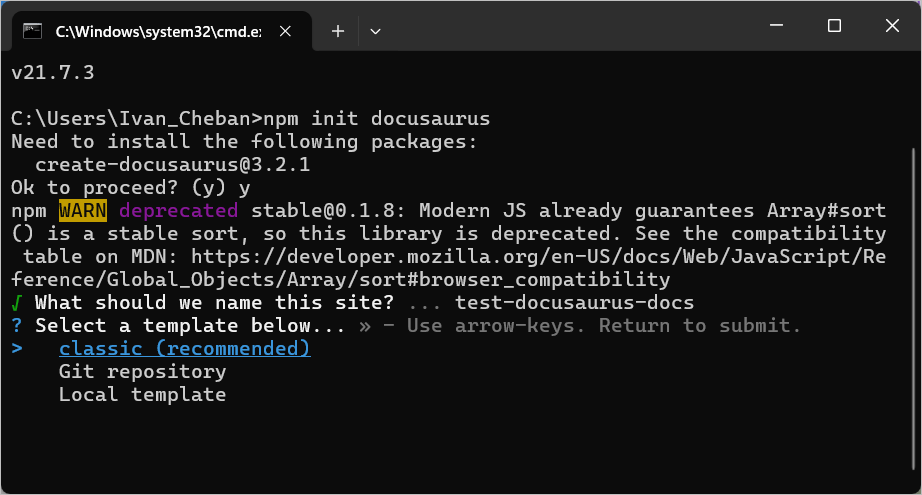 C:\Windows\system32\cmd.e
v21.7.3
C:\Users\Ivan_Cheban>npm init docusaurus
Need to install the following packages:
  create-docusaurus@3.2.1
Ok to proceed? (y) y
npm WARN deprecated stable@0.1.8: Modern JS already guarantees Array#sort
() is a stable sort, so this library is deprecated. See the compatibility
 table on MDN: https://developer.mozilla.org/en-US/docs/Web/JavaScript/Re
ference/Global_Objects/Array/sort#browser_compatibility
√ What should we name this site? ... test-docusaurus-docs
? Select a template below... » - Use arrow-keys. Return to submit.
>   classic (recommended)
    Git repository
    Local template